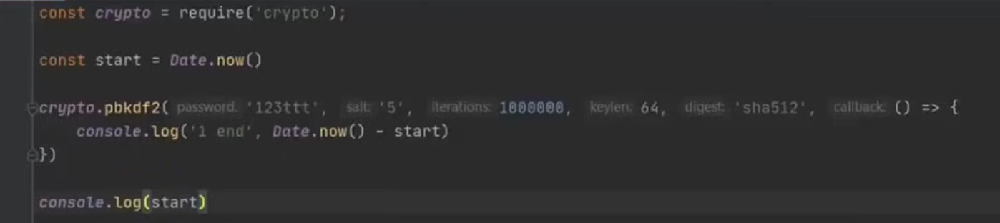 const crypto = require('crypto');
const start = Date.now()
crypto.pbkdf2( password: '123ttt', salt: '5', iterations: 1000000, keylen: 64, digest: 'sha512', callback: () => {
console.log('1 end', Date.now() - start)
})
console.log(start)